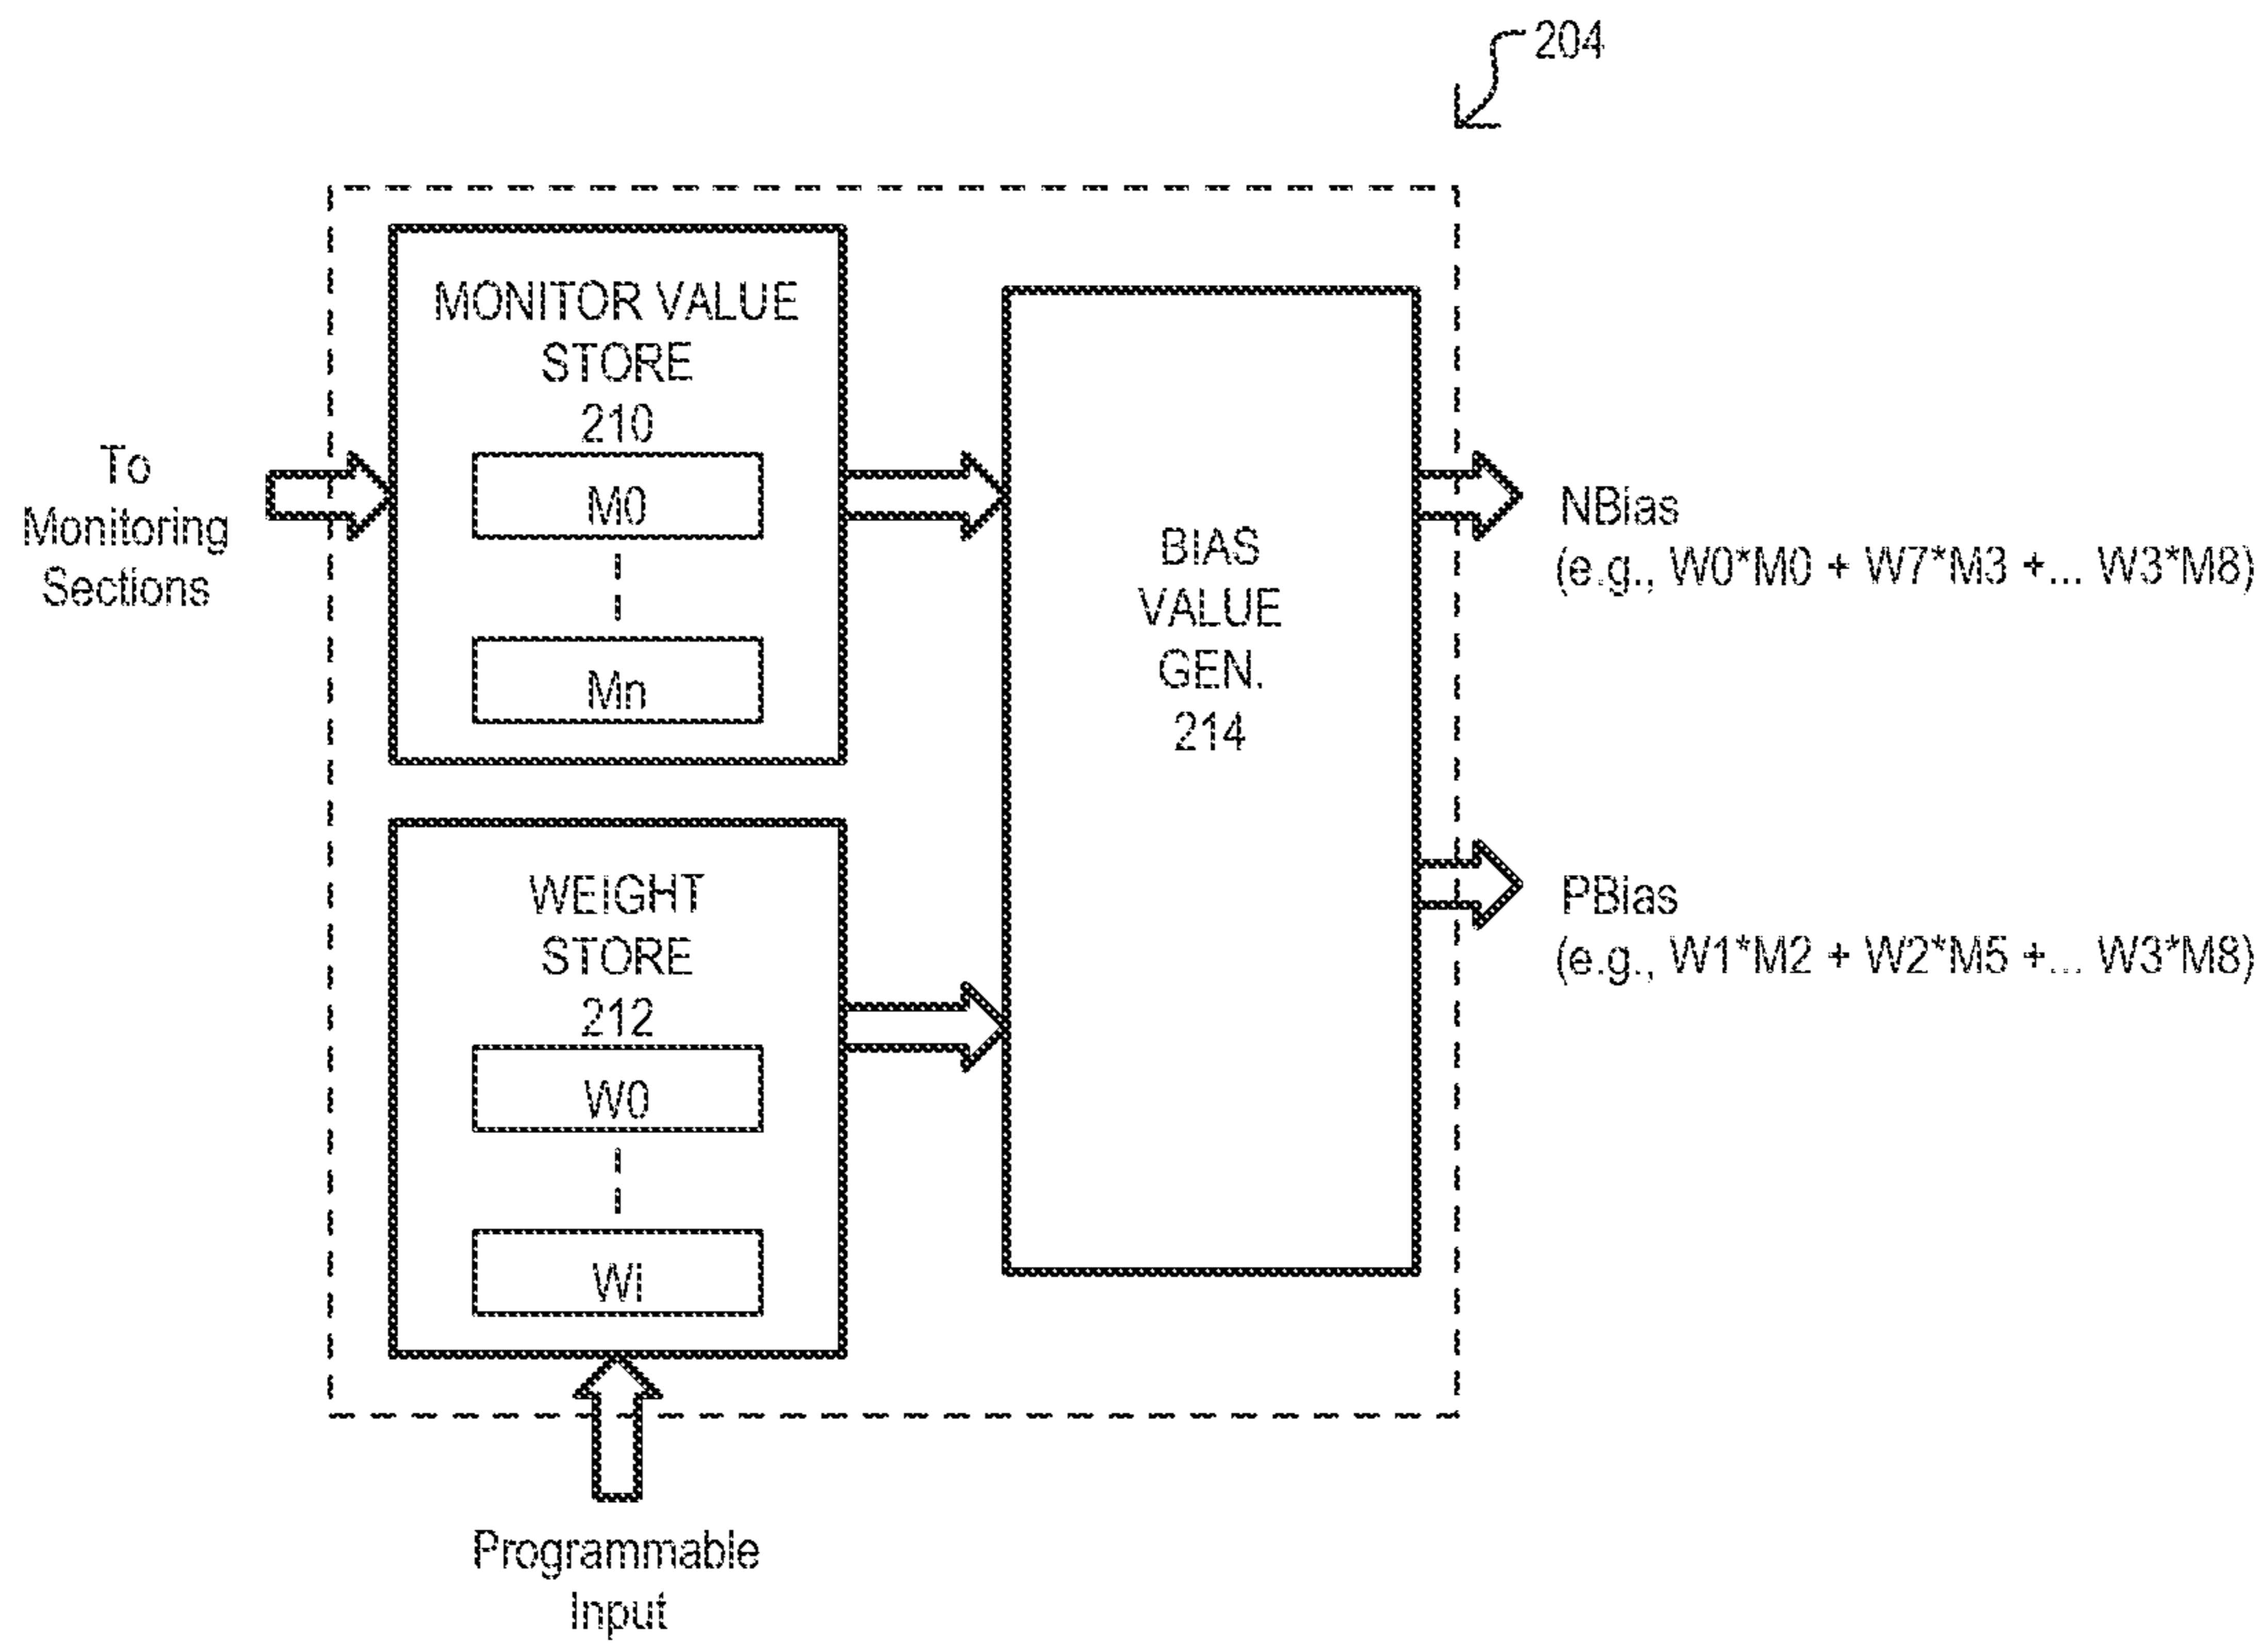 204
MONITOR VALUE
STORE
210
M0
Mn
To
Monitoring
Sections
BIAS
VALUE
GEN.
214
NBias
(e.g., W0*M0 + W7*M3 +... W3*M8)
PBias
(e.g., W1*M2 + W2*M5 +... W3*M8)
WEIGHT
STORE
212
W0
Wi
Programmable
Input